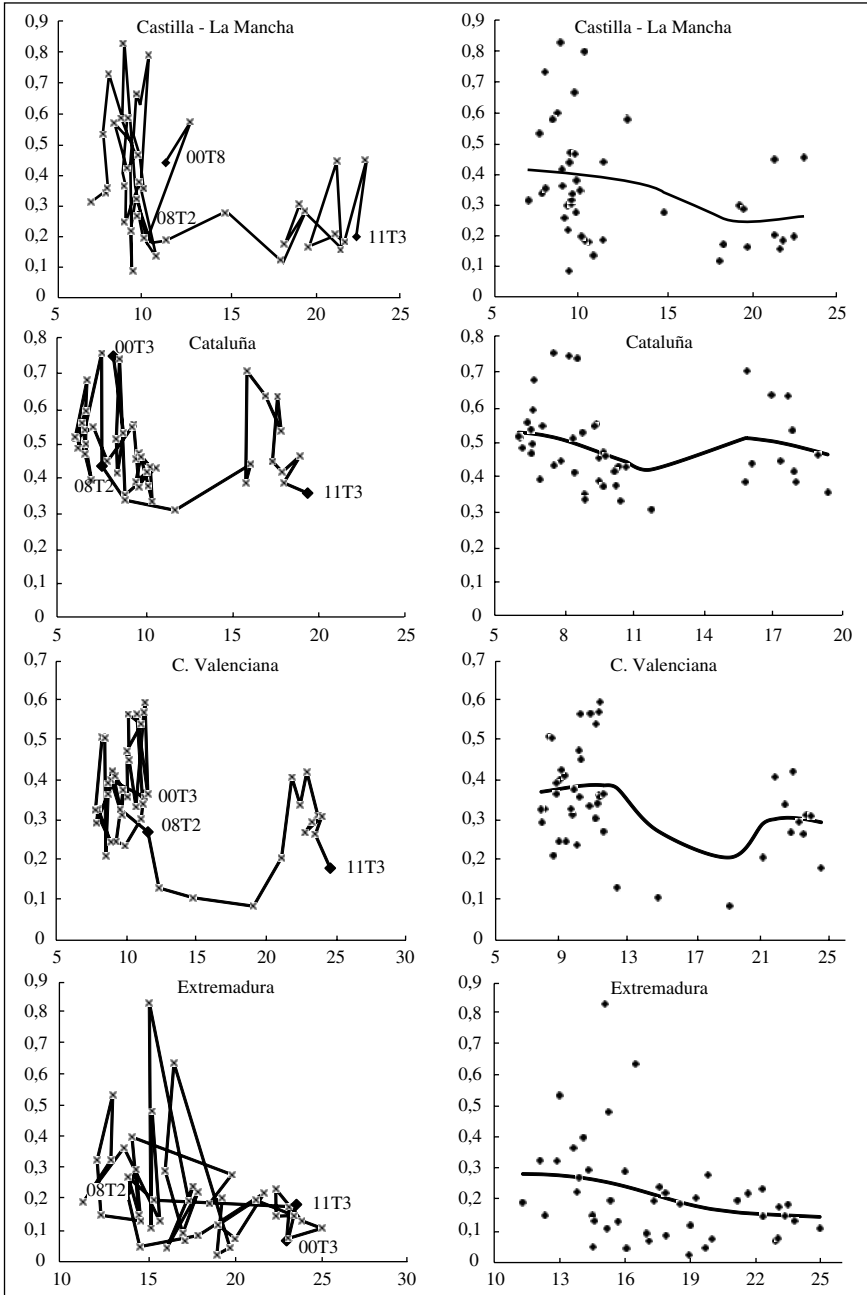 Castilla - La Mancha
0,9
0,8
0,7
0,6
0,5
0,4
0,3
0,2
0,1
0
00T8
08T2
11T3
5 10 15 20 25
Castilla - La Mancha
0,9
0,8
0,7
0,6
0,5
0,4
0,3
0,2
0,1
0
5 10 15 20 25
Cataluña
0,8
0,7
0,6
0,5
0,4
0,3
0,2
0,1
0
00T3
08T2
11T3
5 10 15 20 25
Cataluña
0,8
0,7
0,6
0,5
0,4
0,3
0,2
0,1
0
5 8 11 14 17 20
C. Valenciana
0,7
0,6
0,5
0,4
0,3
0,2
0,1
0
00T3
08T2
11T3
5 10 15 20 25 30
C. Valenciana
0,7
0,6
0,5
0,4
0,3
0,2
0,1
0
5 9 13 17 21 25
Extremadura
0,9
0,8
0,7
0,6
0,5
0,4
0,3
0,2
0,1
0
08T2
11T3
00T3
10 15 20 25 30
Extremadura
0,9
0,8
0,7
0,6
0,5
0,4
0,3
0,2
0,1
0
10 13 16 19 22 25